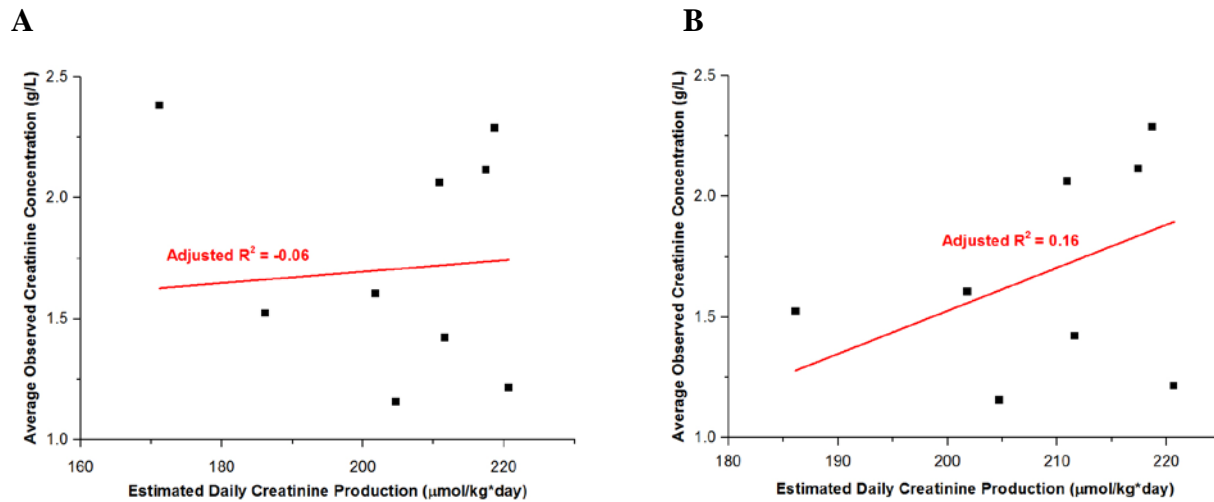 A
Average Observed Creatinine Concentration (g/L)
2.5
2.0
1.5
1.0
Adjusted R² = -0.06
160
180
200
220
Estimated Daily Creatinine Production (μmol/kg*day)
B
Average Observed Creatinine Concentration (g/L)
2.5
2.0
1.5
1.0
Adjusted R² = 0.16
180
190
200
210
220
Estimated Daily Creatinine Production (μmol/kg*day)